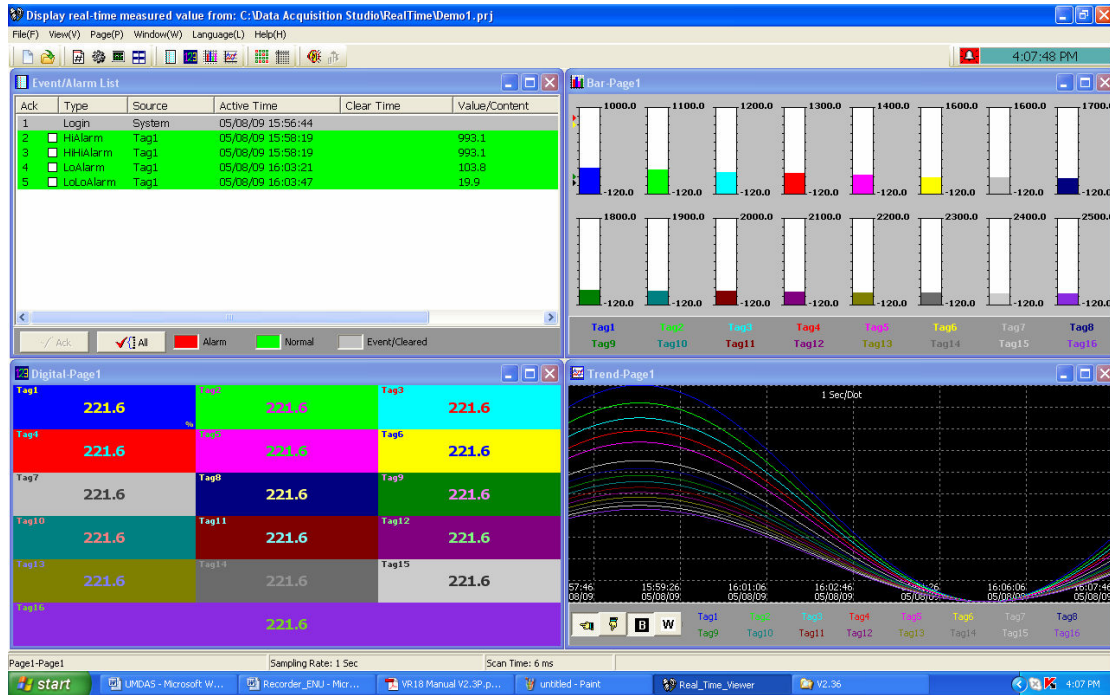 Display real-time measured value from: C:\Data Acquisition Studio\RealTime\Demo1.prj
File(F) View(V) Page(P) Window(W) Language(L) Help(H)
4:07:48 PM
Event/Alarm List
Ack Type Source Active Time Clear Time Value/Content
1 Login System 05/08/09 15:56:44
2 HiAlarm Tag1 05/08/09 15:58:19 993.1
3 HiHiAlarm Tag1 05/08/09 15:58:19 993.1
4 LoAlarm Tag1 05/08/09 16:03:21 103.8
5 LoLoAlarm Tag1 05/08/09 16:03:47 19.9
Ack All Alarm Normal Event/Cleared
Bar-Page1
1000.0 1100.0 1200.0 1300.0 1400.0 1600.0 1600.0 1700.
-120.0 -120.0 -120.0 -120.0 -120.0 -120.0 -120.0 -120.0
1800.0 1900.0 2000.0 2100.0 2200.0 2300.0 2400.0 2500.
-120.0 -120.0 -120.0 -120.0 -120.0 -120.0 -120.0 -120.0
Tag1 Tag2 Tag3 Tag4 Tag5 Tag6 Tag7 Tag8
Tag9 Tag10 Tag11 Tag12 Tag13 Tag14 Tag15 Tag16
Digital-Page1
Tag1 Tag2 Tag3
221.6 221.6 221.6
%
Tag4 Tag5 Tag6
221.6 221.6 221.6
Tag7 Tag8 Tag9
221.6 221.6 221.6
Tag10 Tag11 Tag12
221.6 221.6 221.6
Tag13 Tag14 Tag15
221.6 221.6 221.6
Tag16
221.6
Trend-Page1
1 Sec/Dot
57:46 15:59:26 16:01:06 16:02:46 16:06:06 16:07:46
08/09 05/08/09 05/08/09 05/08/09 05/08/09 05/08/09 05/08/09
B W
Tag1 Tag3 Tag4 Tag5 Tag6 Tag7 Tag8
Tag9 Tag10 Tag11 Tag12 Tag13 Tag14 Tag15 Tag16
Page1-Page1 Sampling Rate: 1 Sec Scan Time: 6 ms
start UMDAS - Microsoft W... Recorder_ENU - Micr... VR18 Manual V2.3P.p... untitled - Paint Real_Time_Viewer V2.36 4:07 PM